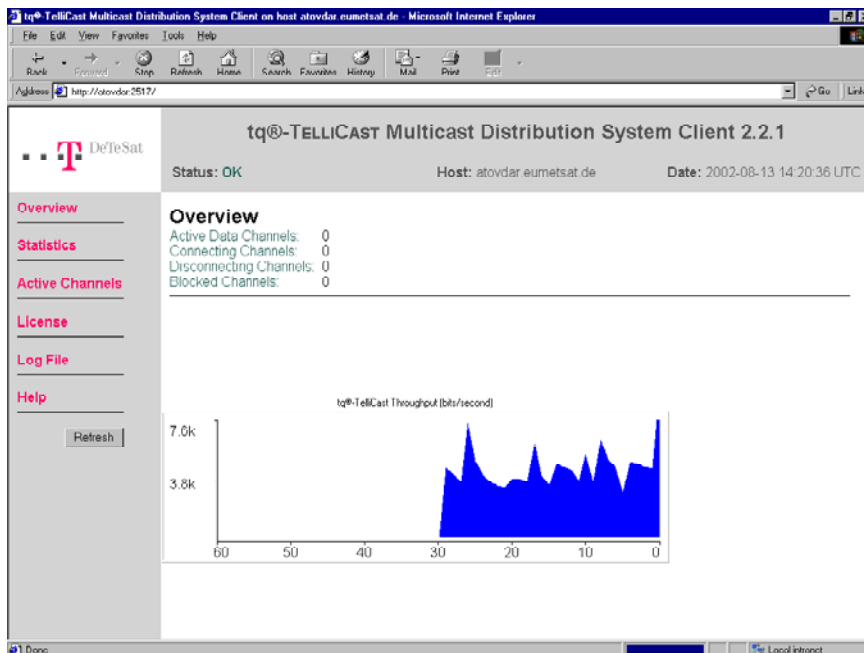 tq®-TelliCast Multicast Distribution System Client on host atovdar.eumetsat.de - Microsoft Internet Explorer
File Edit View Favorites Tools Help
Back Forward Stop Refresh Home Search Favorites History Mail Print Edit
Address http://atovdar:2517/ Go Link
T DeTeSat
tq®-TELLICAST Multicast Distribution System Client 2.2.1
Status: OK Host: atovdar.eumetsat.de Date: 2002-08-13 14:20:36 UTC
Overview
Statistics
Active Channels
License
Log File
Help
Refresh
Overview
Active Data Channels: 0
Connecting Channels: 0
Disconnecting Channels: 0
Blocked Channels: 0
tq®-TelliCast Throughput (bits/second)
7.6k
3.8k
60 50 40 30 20 10 0
Done Local intranet